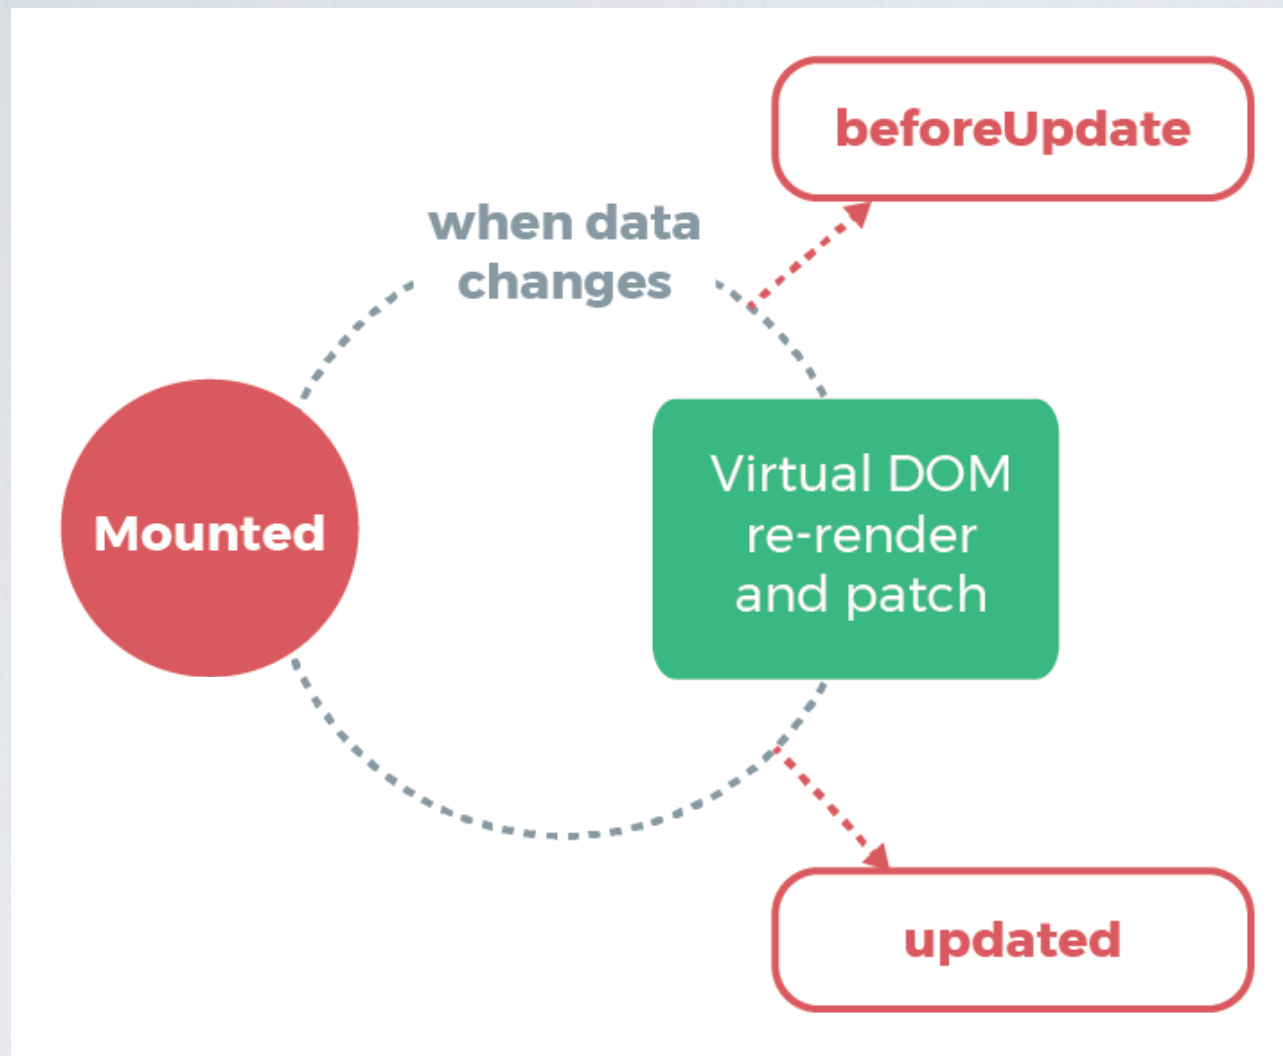 beforeUpdate
when data
changes
Mounted
Virtual DOM
re-render
and patch
updated